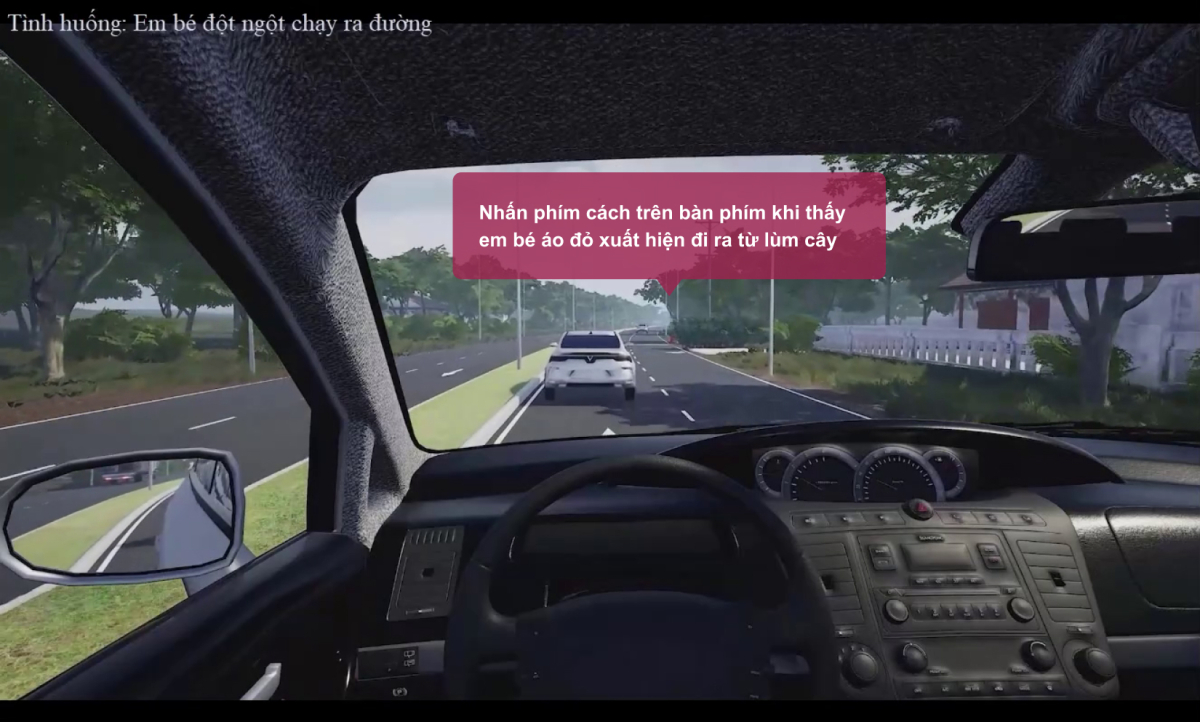 Tình huống: Em bé đột ngột chạy ra đường
Nhấn phím cách trên bàn phím khi thấy
em bé áo đỏ xuất hiện đi ra từ lùm cây